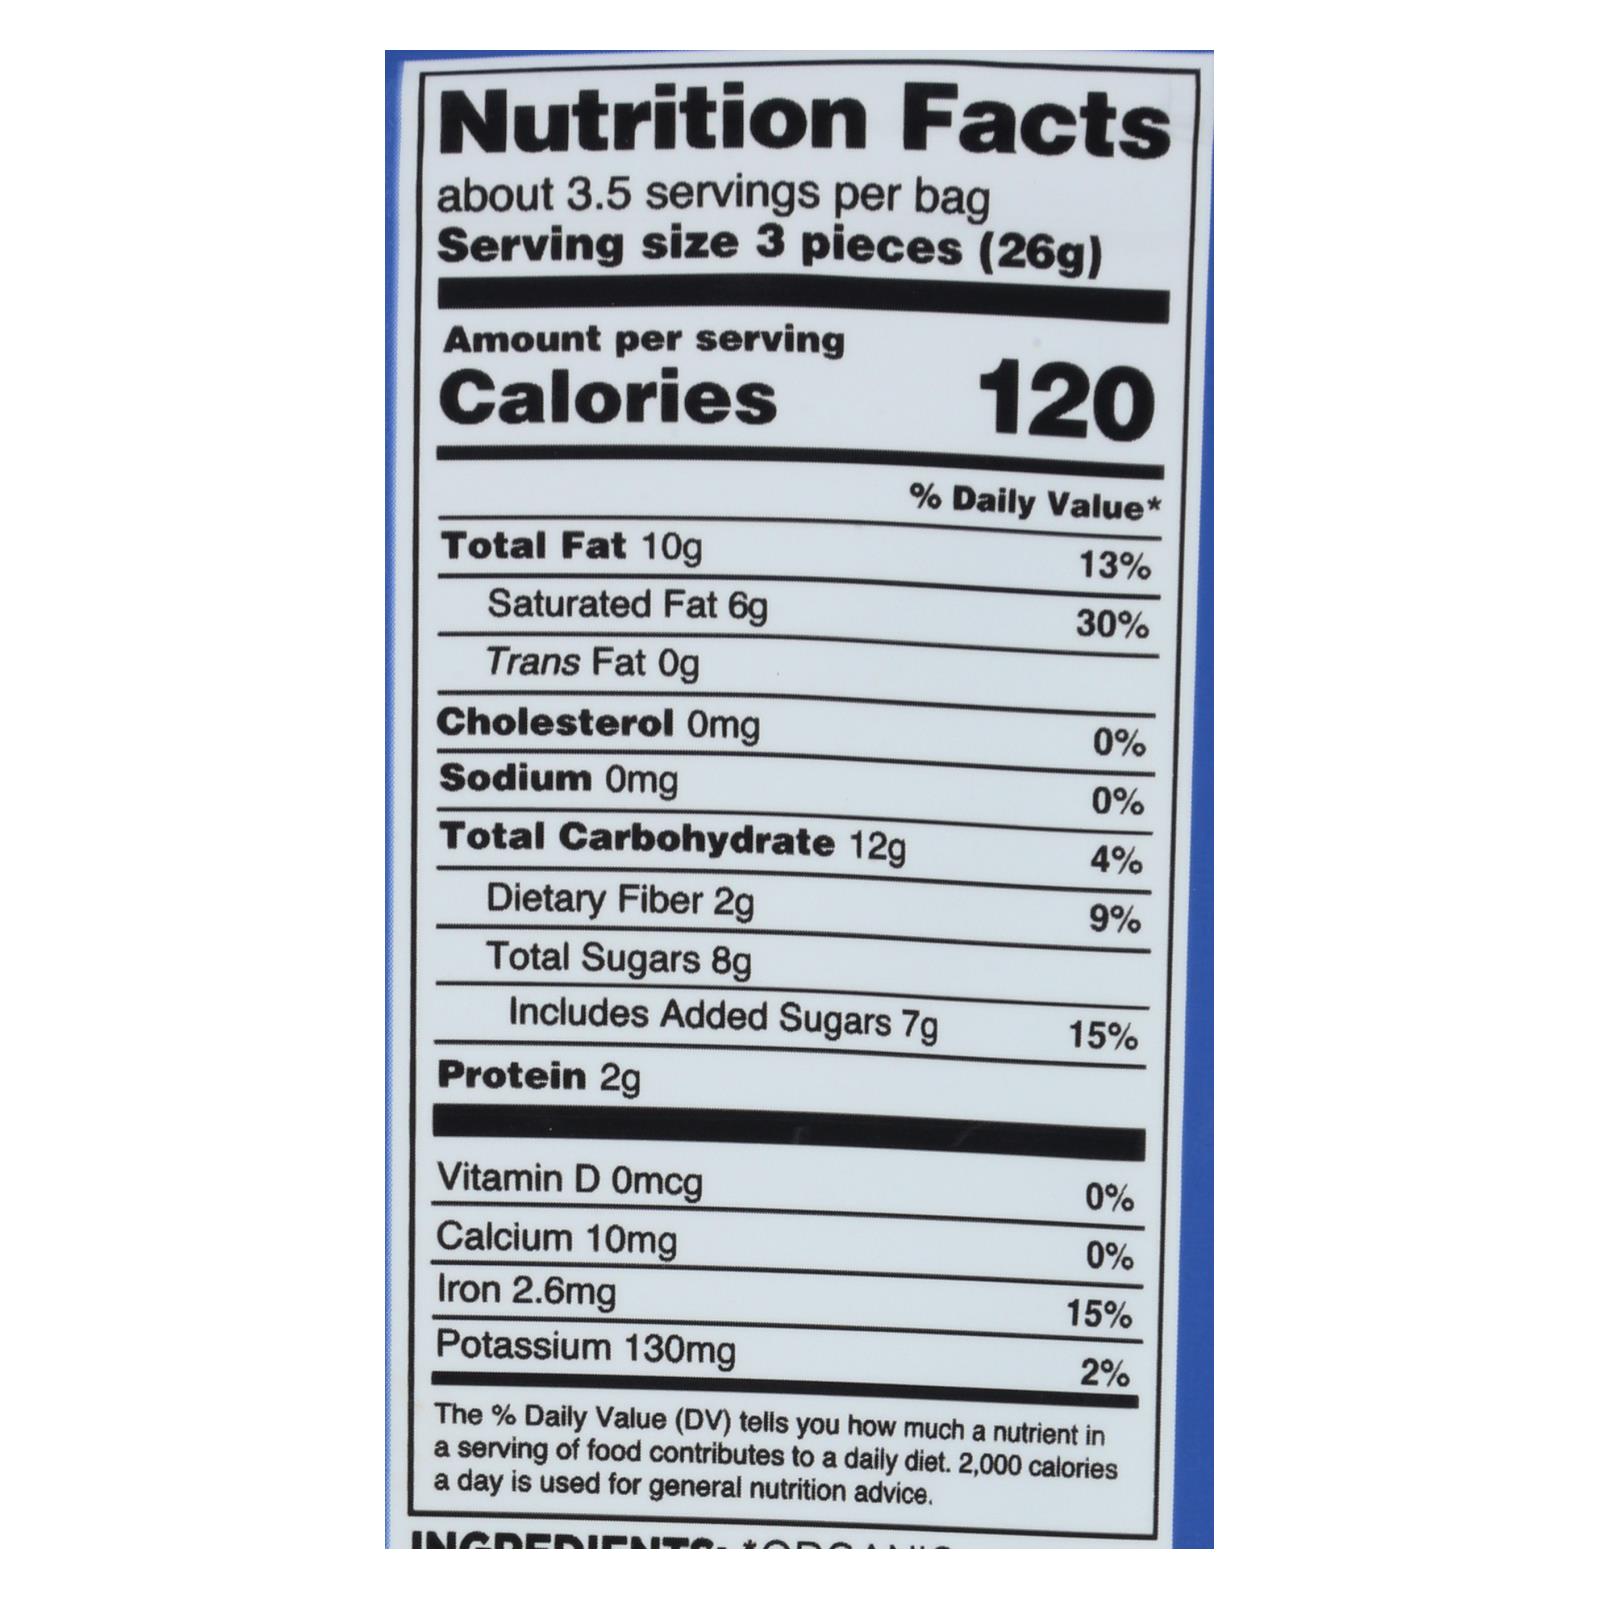 Nutrition Facts
about 3.5 servings per bag
Serving size 3 pieces (26g)
Amount per serving
Calories 120
% Daily Value*
Total Fat 10g 13%
Saturated Fat 6g 30%
Trans Fat 0g
Cholesterol 0mg 0%
Sodium 0mg 0%
Total Carbohydrate 12g 4%
Dietary Fiber 2g 9%
Total Sugars 8g
Includes Added Sugars 7g 15%
Protein 2g
Vitamin D 0mcg 0%
Calcium 10mg 0%
Iron 2.6mg 15%
Potassium 130mg 2%
The % Daily Value (DV) tells you how much a nutrient in
a serving of food contributes to a daily diet. 2,000 calories
a day is used for general nutrition advice.
INGREDIENTS: *ORGANIC